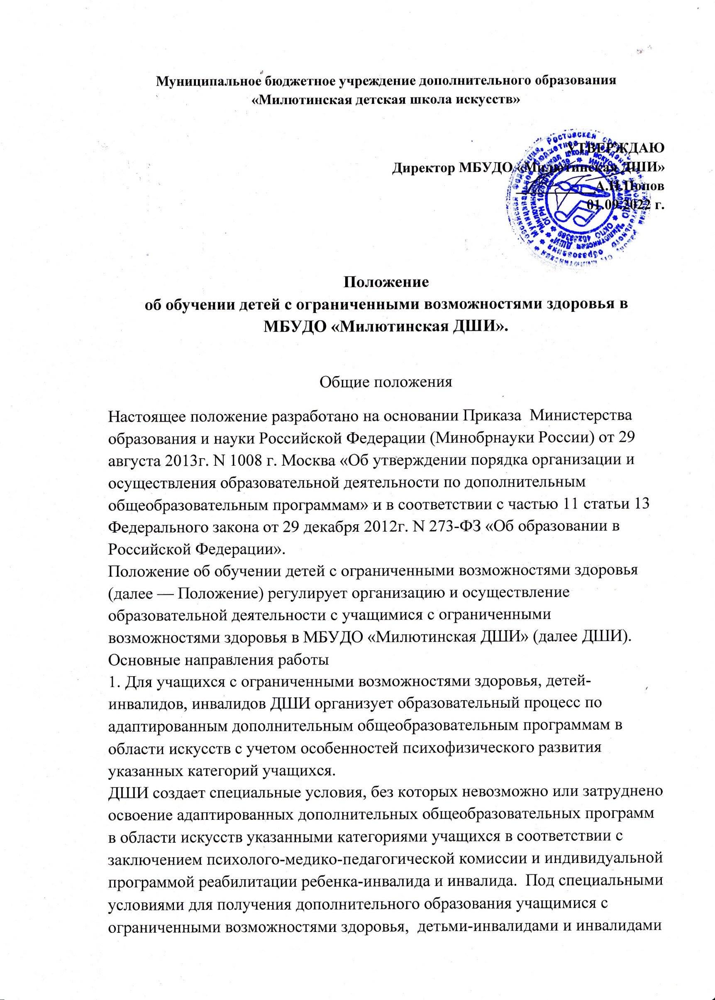 Муниципальное бюджетное учреждение дополнительного образования
«Милютинская детская школа искусств»
УТВЕРЖДАЮ
Директор МБУДО «Милютинская ДШИ»
А.Н.Попов
01.09.2022 г.
Положение
об обучении детей с ограниченными возможностями здоровья в
МБУДО «Милютинская ДШИ».
Общие положения
Настоящее положение разработано на основании Приказа  Министерства
образования и науки Российской Федерации (Минобрнауки России) от 29
августа 2013г. N 1008 г. Москва «Об утверждении порядка организации и
осуществления образовательной деятельности по дополнительным
общеобразовательным программам» и в соответствии с частью 11 статьи 13
Федерального закона от 29 декабря 2012г. N 273-ФЗ «Об образовании в
Российской Федерации».
Положение об обучении детей с ограниченными возможностями здоровья
(далее — Положение) регулирует организацию и осуществление
образовательной деятельности с учащимися с ограниченными
возможностями здоровья в МБУДО «Милютинская ДШИ» (далее ДШИ).
Основные направления работы
1. Для учащихся с ограниченными возможностями здоровья, детей-
инвалидов, инвалидов ДШИ организует образовательный процесс по
адаптированным дополнительным общеобразовательным программам в
области искусств с учетом особенностей психофизического развития
указанных категорий учащихся.
ДШИ создает специальные условия, без которых невозможно или затруднено
освоение адаптированных дополнительных общеобразовательных программ
в области искусств указанными категориями учащихся в соответствии с
заключением психолого-медико-педагогической комиссии и индивидуальной
программой реабилитации ребенка-инвалида и инвалида.  Под специальными
условиями для получения дополнительного образования учащимися с
ограниченными возможностями здоровья,  детьми-инвалидами и инвалидами